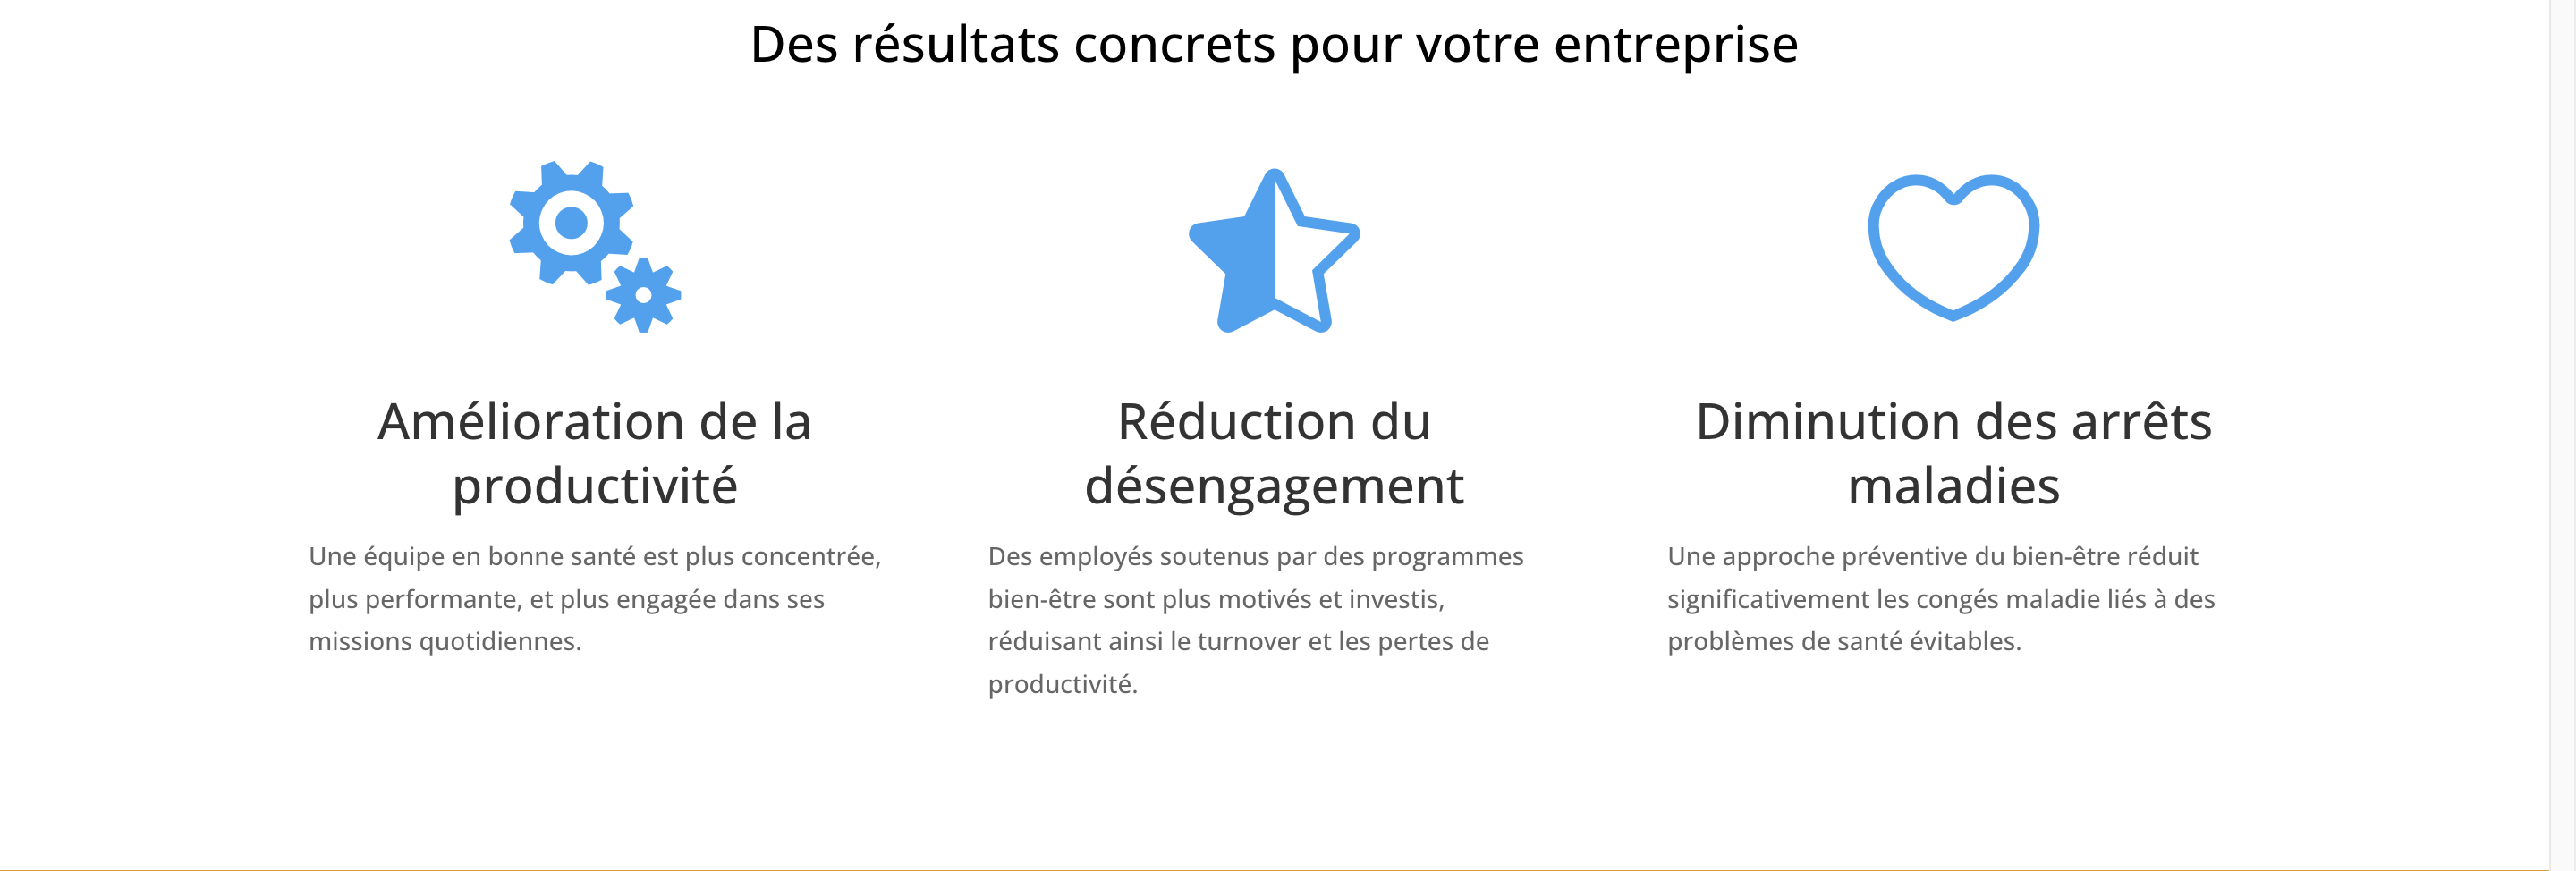 Des résultats concrets pour votre entreprise
Amélioration de la
productivité
Une équipe en bonne santé est plus concentrée,
plus performante, et plus engagée dans ses
missions quotidiennes.
Réduction du
désengagement
Des employés soutenus par des programmes
bien-être sont plus motivés et investis,
réduisant ainsi le turnover et les pertes de
productivité.
Diminution des arrêts
maladies
Une approche préventive du bien-être réduit
significativement les congés maladie liés à des
problèmes de santé évitables.